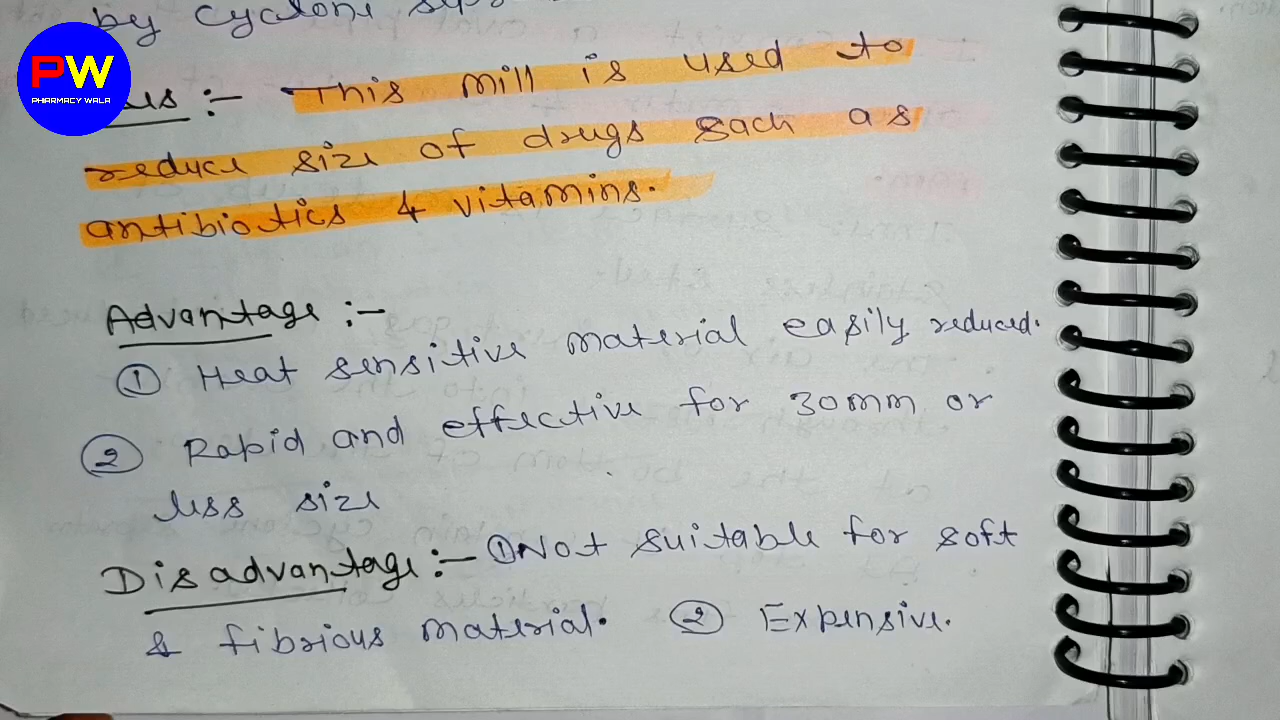 by cyclone
PW
PHARMACY WALA
:- This mill is used to
reduce size of drugs sach as
antibiotics & vitamins.
Advantage :-
① Heat sensitive material easily reduced.
② Rapid and effective for 30mm or
less size
Disadvantage :- ① Not suitable for soft
& fibrious material. ② Expensive.